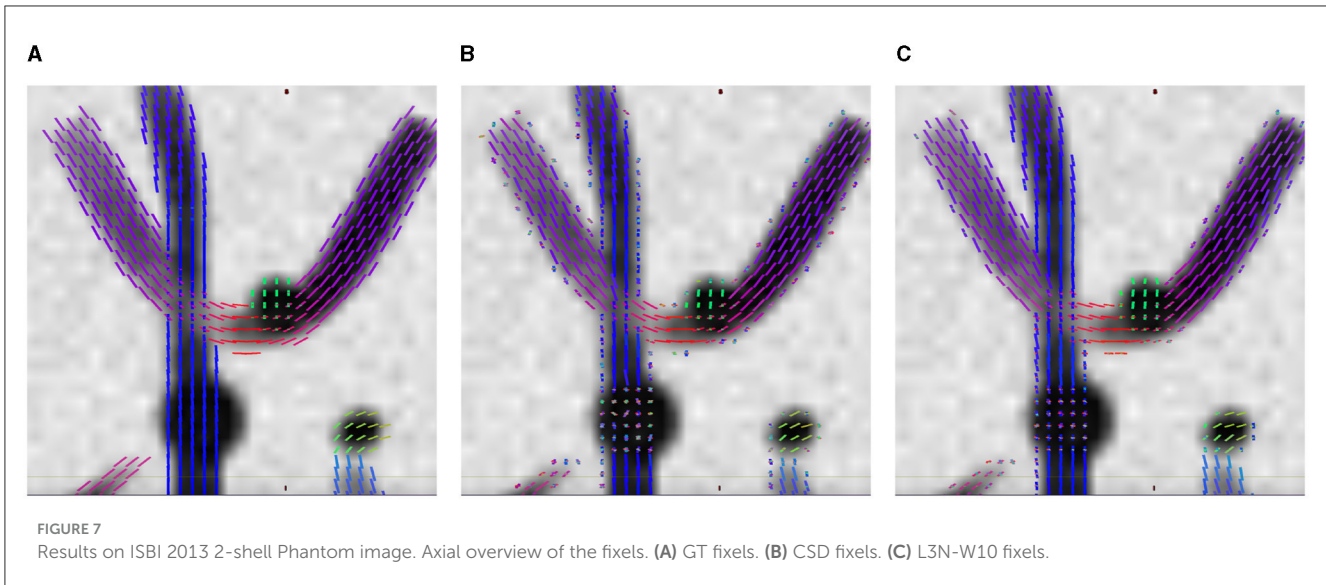 A B C
FIGURE 7
Results on ISBI 2013 2-shell Phantom image. Axial overview of the fixels. (A) GT fixels. (B) CSD fixels. (C) L3N-W10 fixels.